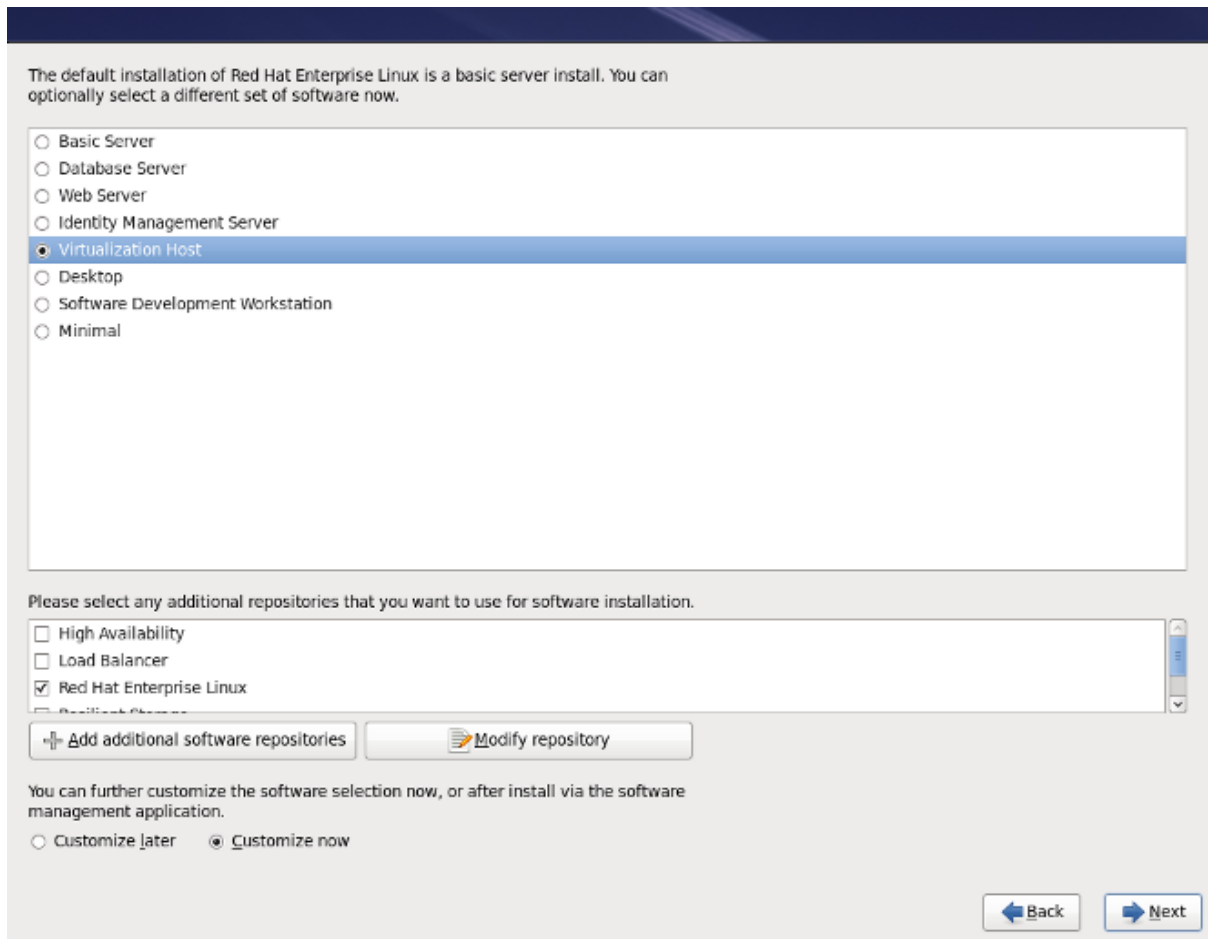 The default installation of Red Hat Enterprise Linux is a basic server install. You can
optionally select a different set of software now.
Basic Server
Database Server
Web Server
Identity Management Server
Virtualization Host
Desktop
Software Development Workstation
Minimal
Please select any additional repositories that you want to use for software installation.
High Availability
Load Balancer
Red Hat Enterprise Linux
Resilient Storage
Add additional software repositories
Modify repository
You can further customize the software selection now, or after install via the software
management application.
Customize later
Customize now
Back
Next